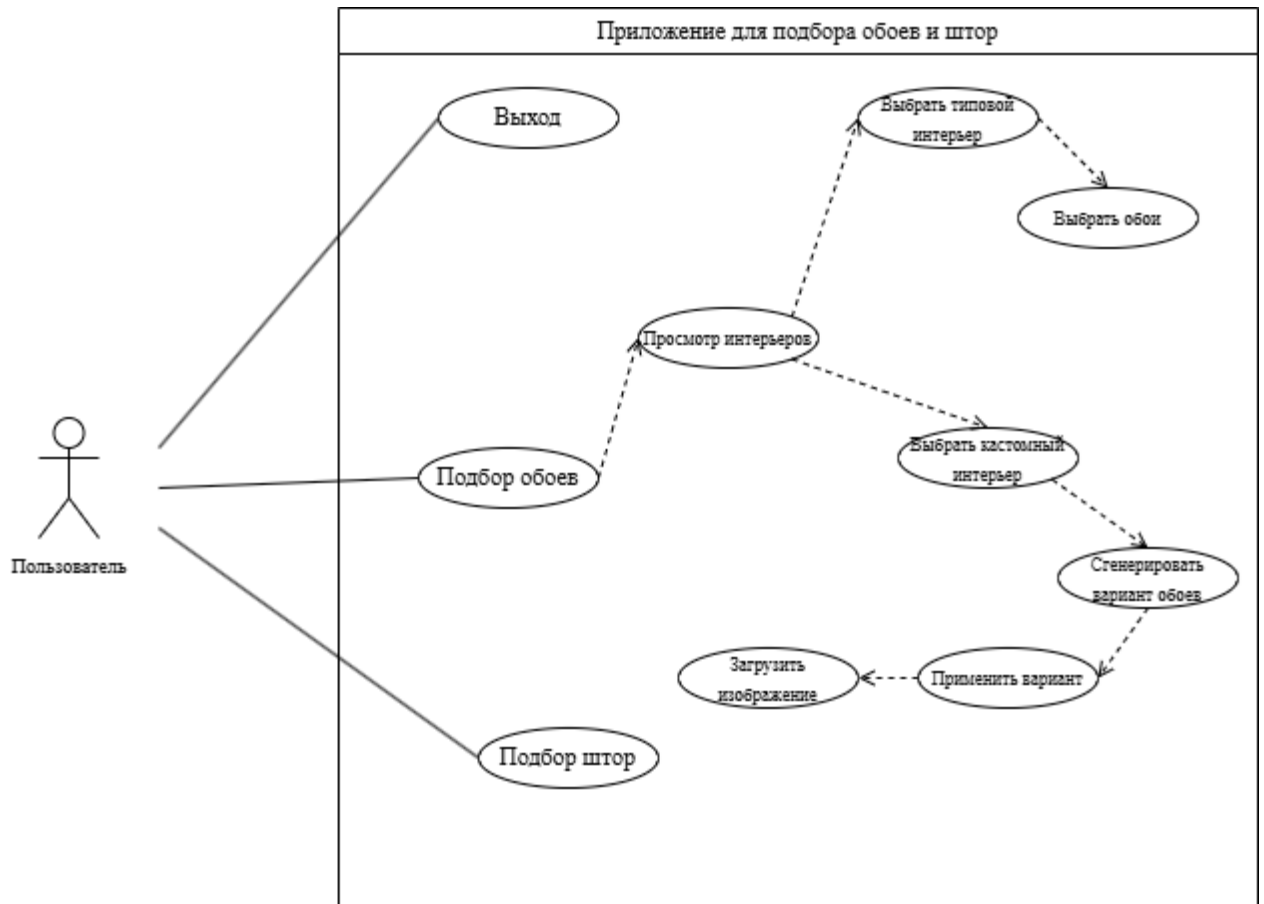 Приложение для подбора обоев и штор
Выход
Выбрать типовой
интерьер
Выбрать обои
Просмотр интерьеров
Выбрать кастомный
интерьер
Подбор обоев
Пользователь
Сгенерировать
вариант обоев
Загрузить
изображение
Применить вариант
Подбор штор